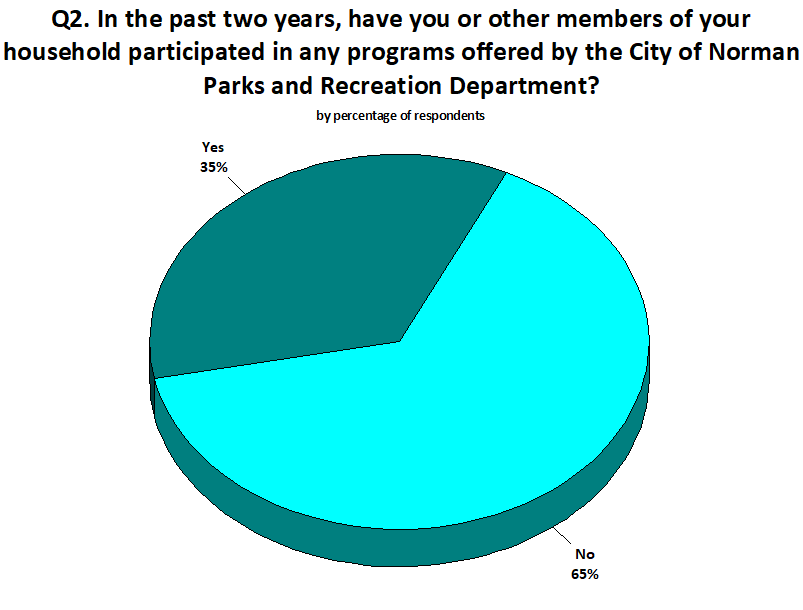 Q2. In the past two years, have you or other members of your
household participated in any programs offered by the City of Norman
Parks and Recreation Department?
by percentage of respondents
Yes
35%
No
65%